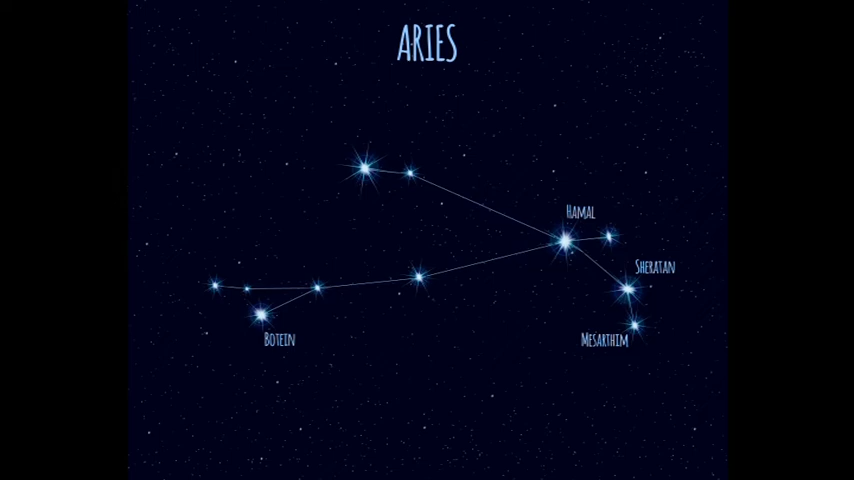 ARIES
HAMAL
SHERATAN
BOTEIN
MESARTHIM